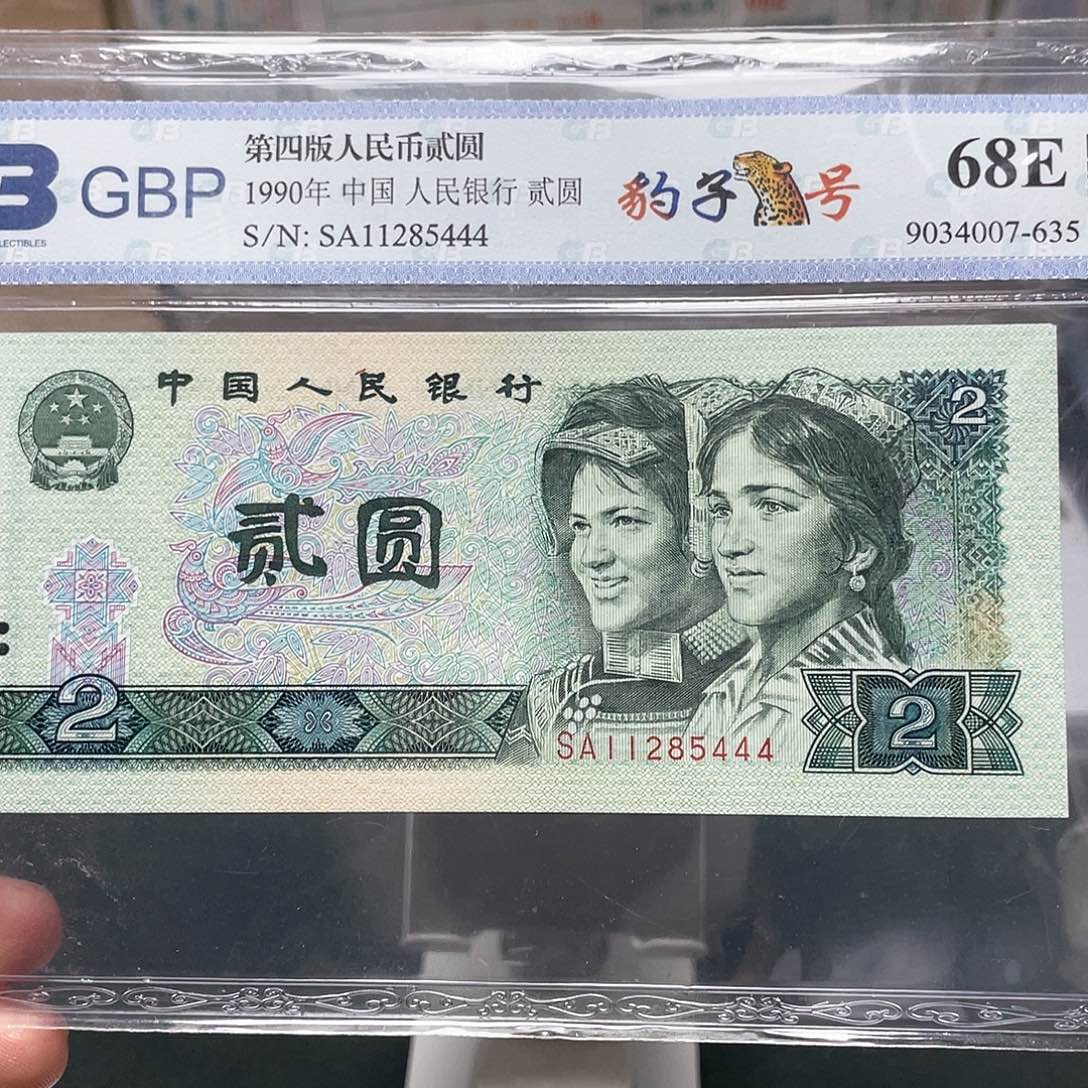 GBP
LECTIBLES
第四版人民币贰圆
1990年 中国 人民银行 贰圆
S/N: SA11285444
豹子号
68E
9034007-635
中国人民银行
2
贰圆
2
SA11285444
2